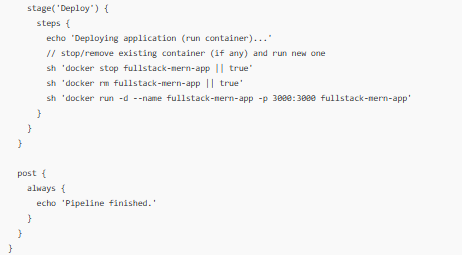 stage('Deploy') {
steps {
echo 'Deploying application (run container)...'
// stop/remove existing container (if any) and run new one
sh 'docker stop fullstack-mern-app || true'
sh 'docker rm fullstack-mern-app || true'
sh 'docker run -d --name fullstack-mern-app -p 3000:3000 fullstack-mern-app'
}
}
}
post {
always {
echo 'Pipeline finished.'
}
}
}